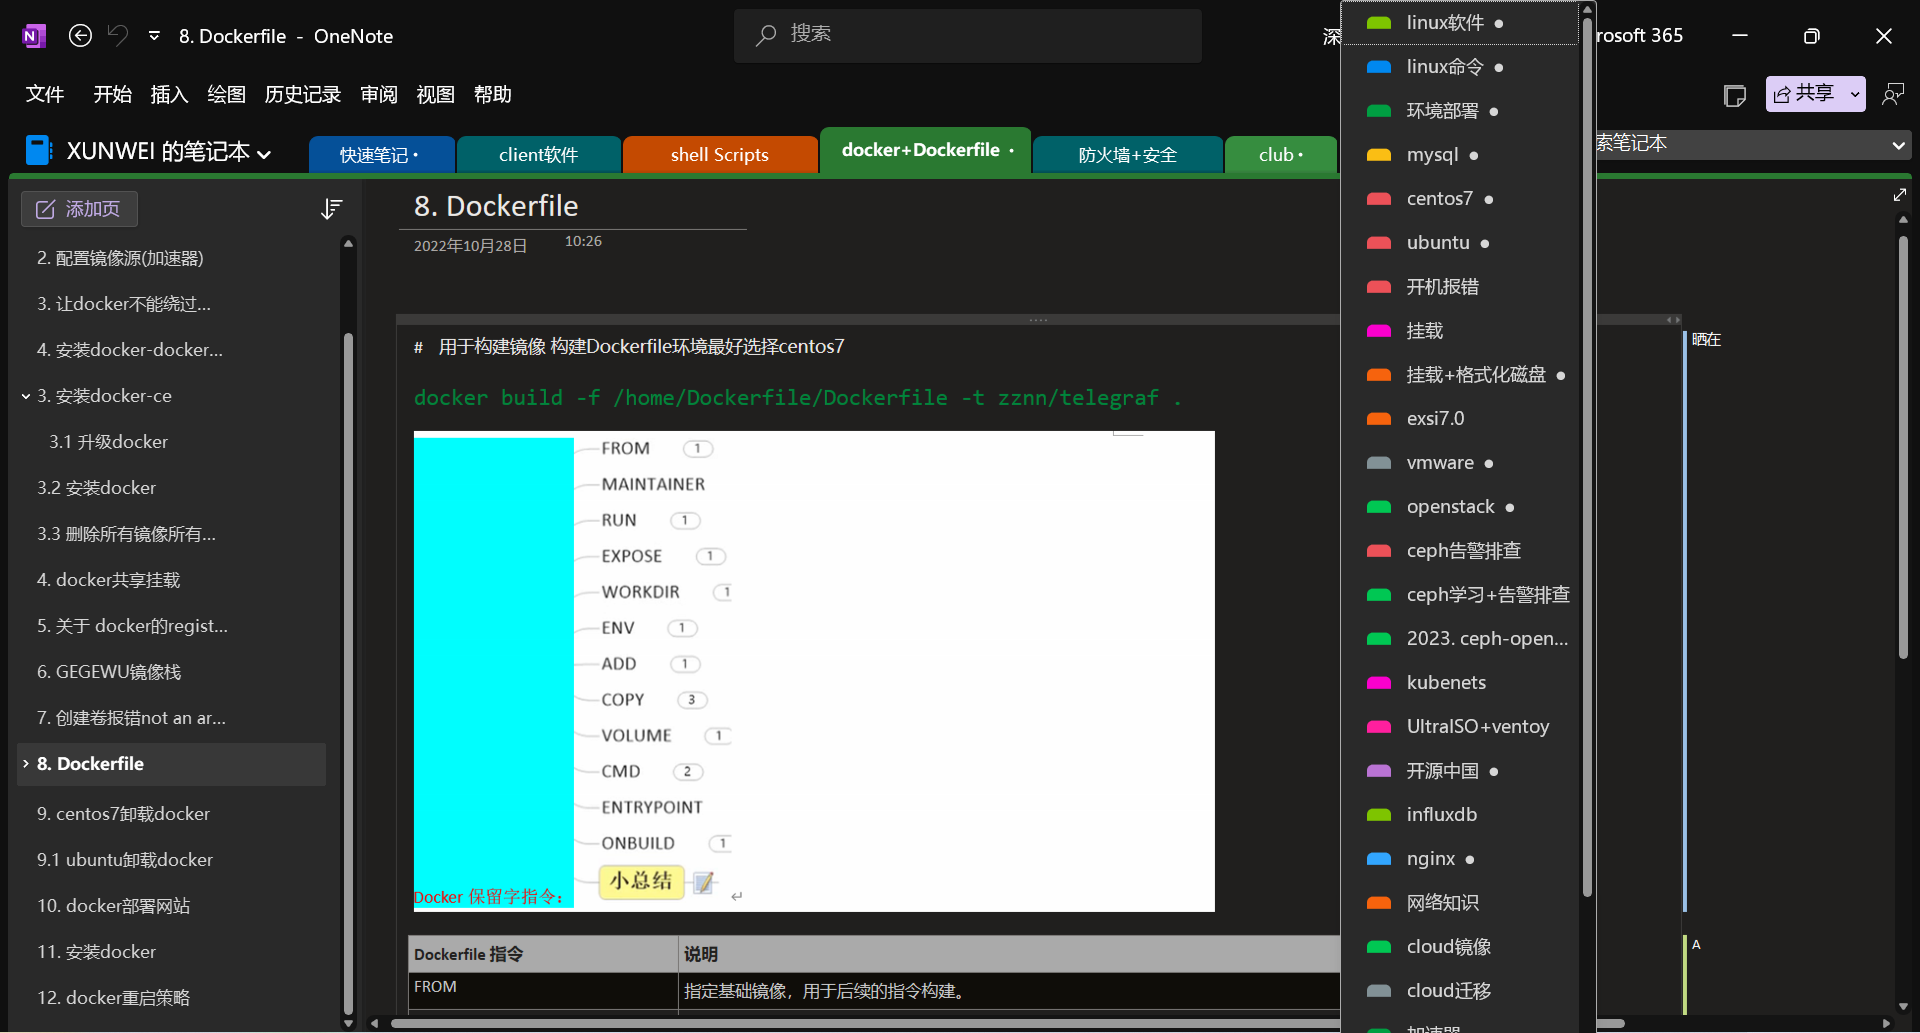 8. Dockerfile - OneNote
搜索
深
rosoft 365
文件 开始 插入 绘图 历史记录 审阅 视图 帮助
共享
XUNWEI 的笔记本
快速笔记·
client软件
shell Scripts
docker+Dockerfile ·
防火墙+安全
club·
索笔记本
添加页
2. 配置镜像源(加速器)
3. 让docker不能绕过...
4. 安装docker-docker...
3. 安装docker-ce
3.1 升级docker
3.2 安装docker
3.3 删除所有镜像所有...
4. docker共享挂载
5. 关于 docker的regist...
6. GEGEWU镜像栈
7. 创建卷报错not an ar...
8. Dockerfile
9. centos7卸载docker
9.1 ubuntu卸载docker
10. docker部署网站
11. 安装docker
12. docker重启策略
8. Dockerfile
2022年10月28日 10:26
# 用于构建镜像 构建Dockerfile环境最好选择centos7
docker build -f /home/Dockerfile/Dockerfile -t zznn/telegraf .
FROM 1
MAINTAINER
RUN 1
EXPOSE 1
WORKDIR 1
ENV 1
ADD 1
COPY 3
VOLUME 1
CMD 2
ENTRYPOINT
ONBUILD 1
小总结
Docker 保留字指令：
Dockerfile 指令 说明
FROM 指定基础镜像，用于后续的指令构建。
linux软件 ●
linux命令 ●
环境部署 ●
mysql ●
centos7 ●
ubuntu ●
开机报错
挂载
挂载+格式化磁盘 ●
exsi7.0
vmware ●
openstack ●
ceph告警排查
ceph学习+告警排查
2023. ceph-open...
kubenets
UltraISO+ventoy
开源中国 ●
influxdb
nginx ●
网络知识
cloud镜像
cloud迁移
加速器
晒在
A